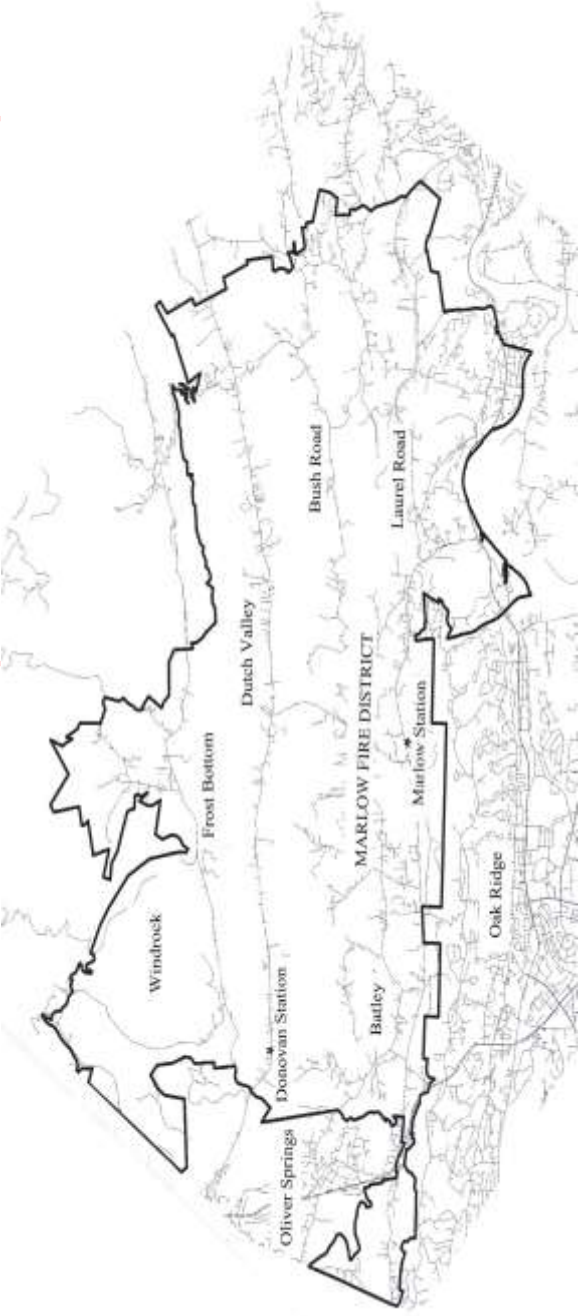 Windrock
Frost Bottom
Dutch Valley
Bush Road
Laurel Road
Oliver Springs
Donovan Station
Batley
MARLOW FIRE DISTRICT
Marlow Station
Oak Ridge